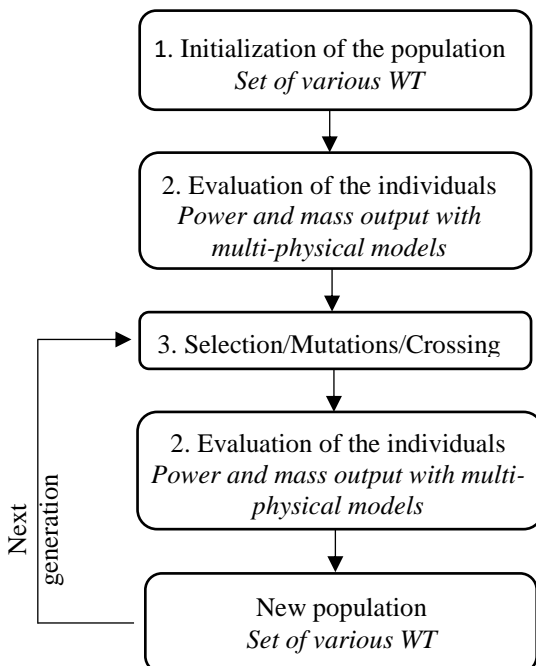 1. Initialization of the population
Set of various WT
2. Evaluation of the individuals
Power and mass output with
multi-physical models
3. Selection/Mutations/Crossing
2. Evaluation of the individuals
Power and mass output with multi-
physical models
Next
generation
New population
Set of various WT